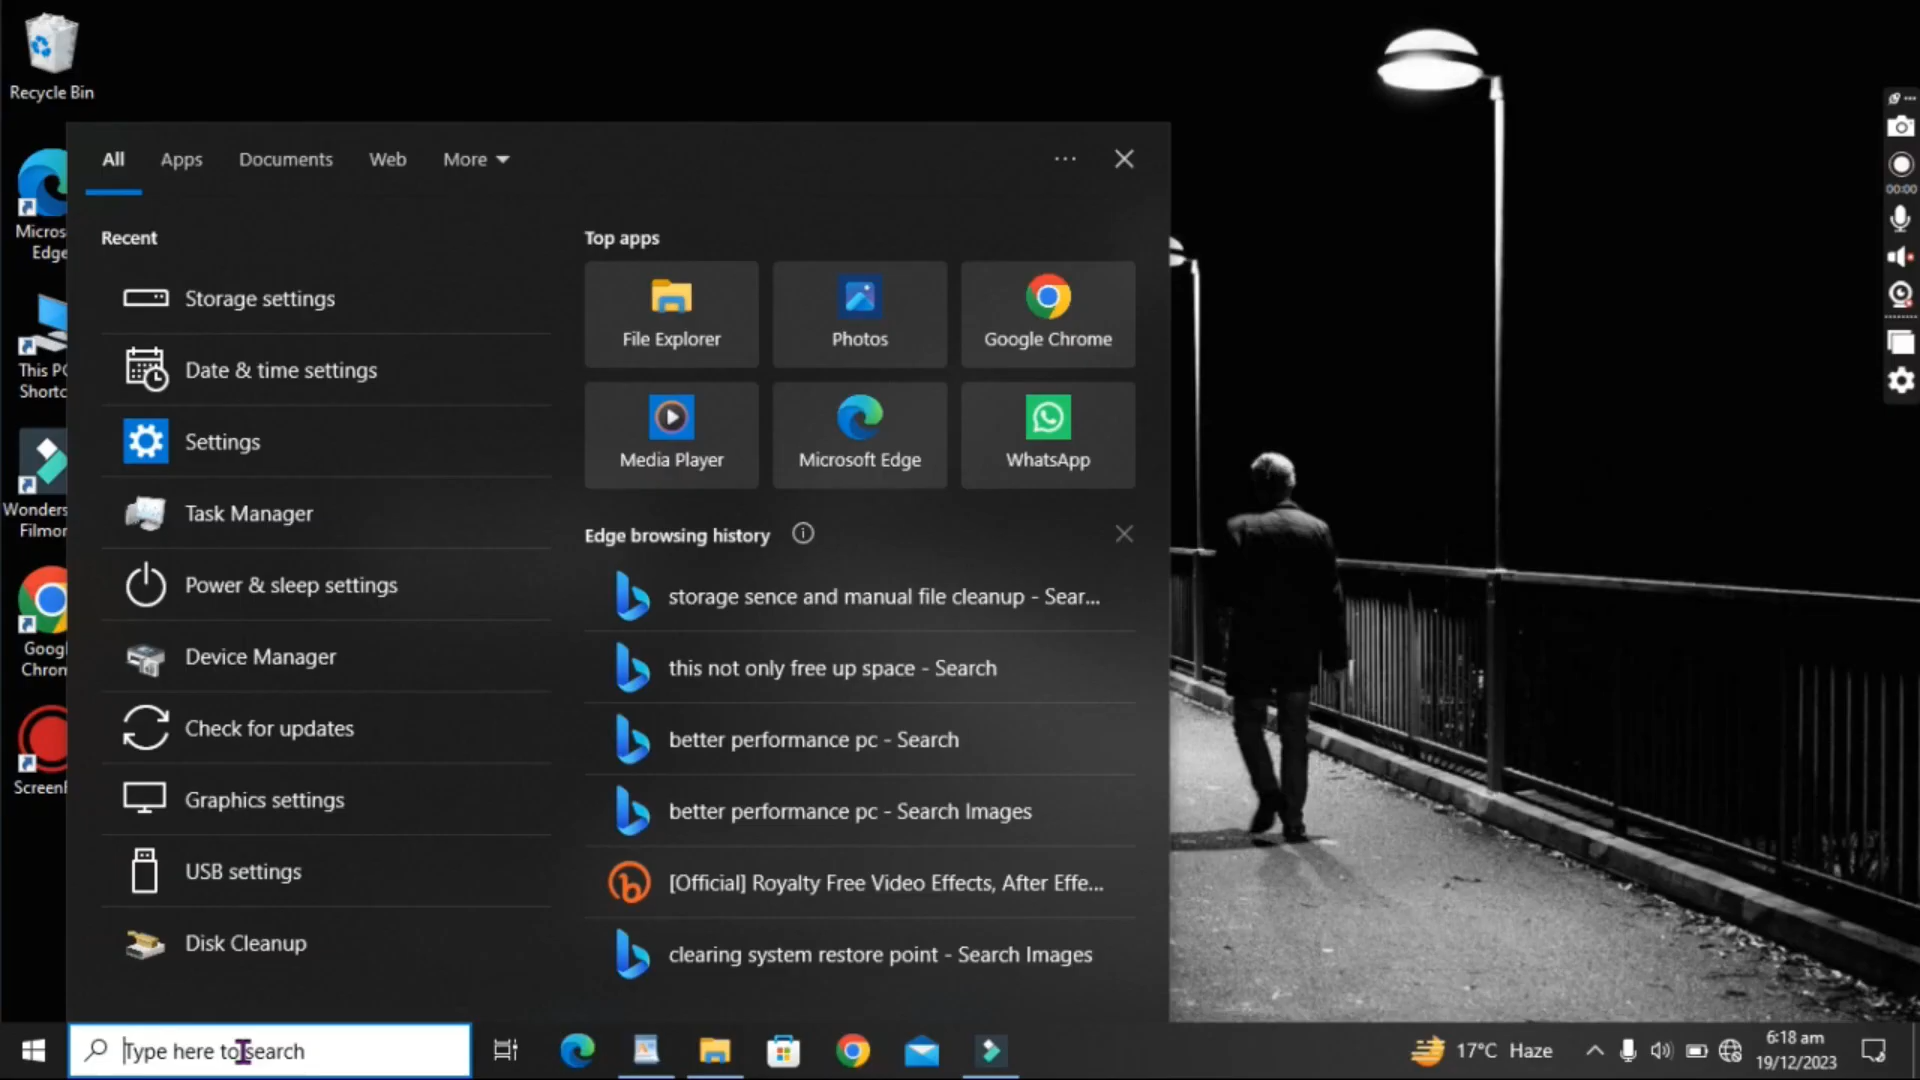 Recycle Bin
Micros
Edge
This PC
Shortc
Wonders
Filmor
Googl
Chrom
ScreenR
All
Apps
Documents
Web
More
Recent
Storage settings
Date & time settings
Settings
Task Manager
Power & sleep settings
Device Manager
Check for updates
Graphics settings
USB settings
Disk Cleanup
Top apps
File Explorer
Photos
Google Chrome
Media Player
Microsoft Edge
WhatsApp
Edge browsing history
storage sence and manual file cleanup - Sear...
this not only free up space - Search
better performance pc - Search
better performance pc - Search Images
[Official] Royalty Free Video Effects, After Effe...
clearing system restore point - Search Images
00:00
Type here to search
17°C Haze
6:18 am
19/12/2023